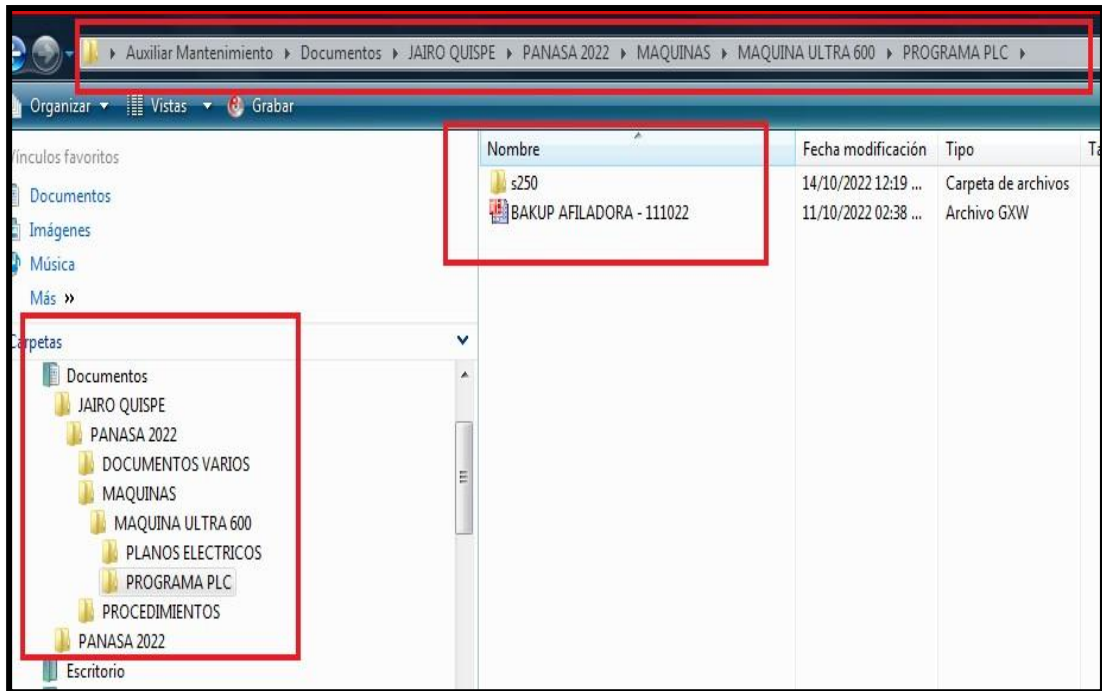 Auxiliar Mantenimiento ▸ Documentos ▸ JAIRO QUISPE ▸ PANASA 2022 ▸ MAQUINAS ▸ MAQUINA ULTRA 600 ▸ PROGRAMA PLC ▸
Organizar Vistas Grabar
Vínculos favoritos
Documentos
Imágenes
Música
Más »
Carpetas
Documentos
JAIRO QUISPE
PANASA 2022
DOCUMENTOS VARIOS
MAQUINAS
MAQUINA ULTRA 600
PLANOS ELECTRICOS
PROGRAMA PLC
PROCEDIMIENTOS
PANASA 2022
Escritorio
Nombre Fecha modificación Tipo
s250 14/10/2022 12:19 ... Carpeta de archivos
BAKUP AFILADORA - 111022 11/10/2022 02:38 ... Archivo GXW